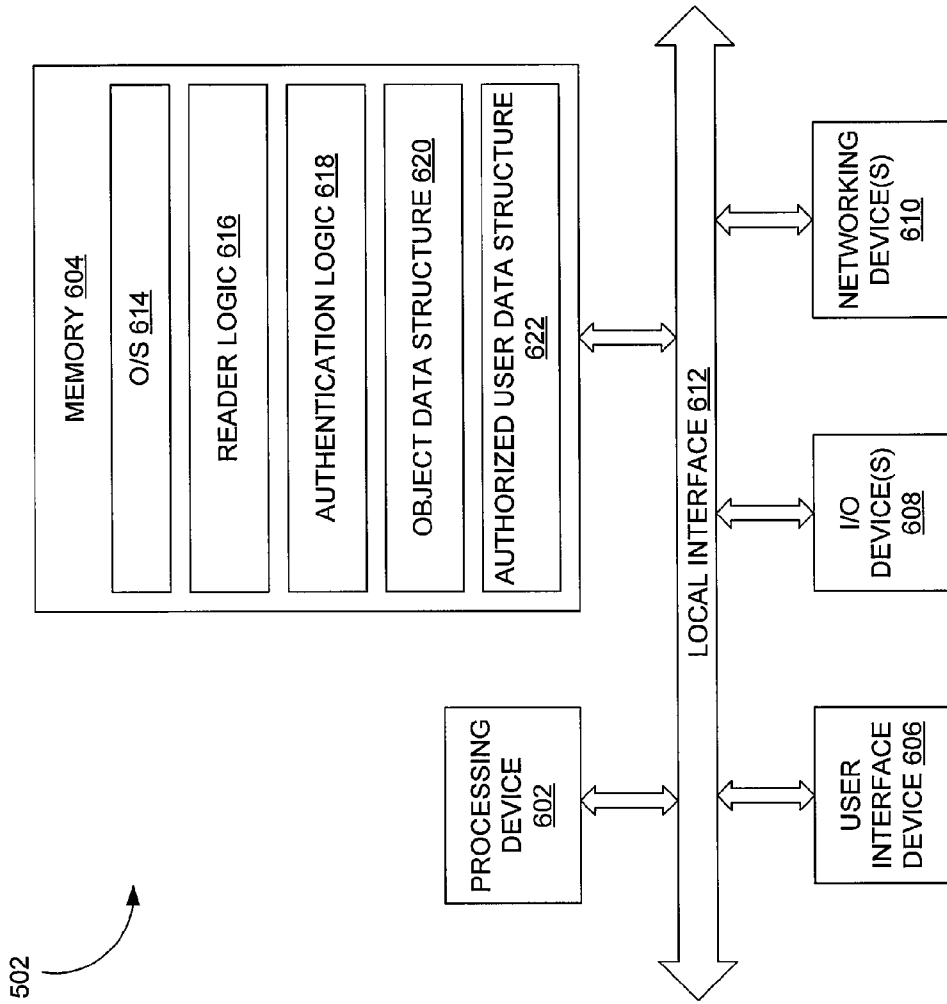 502
MEMORY 604
O/S 614
READER LOGIC 616
AUTHENTICATION LOGIC 618
OBJECT DATA STRUCTURE 620
AUTHORIZED USER DATA STRUCTURE
622
PROCESSING
DEVICE
602
LOCAL INTERFACE 612
USER
INTERFACE
DEVICE 606
I/O
DEVICE(S)
608
NETWORKING
DEVICE(S)
610